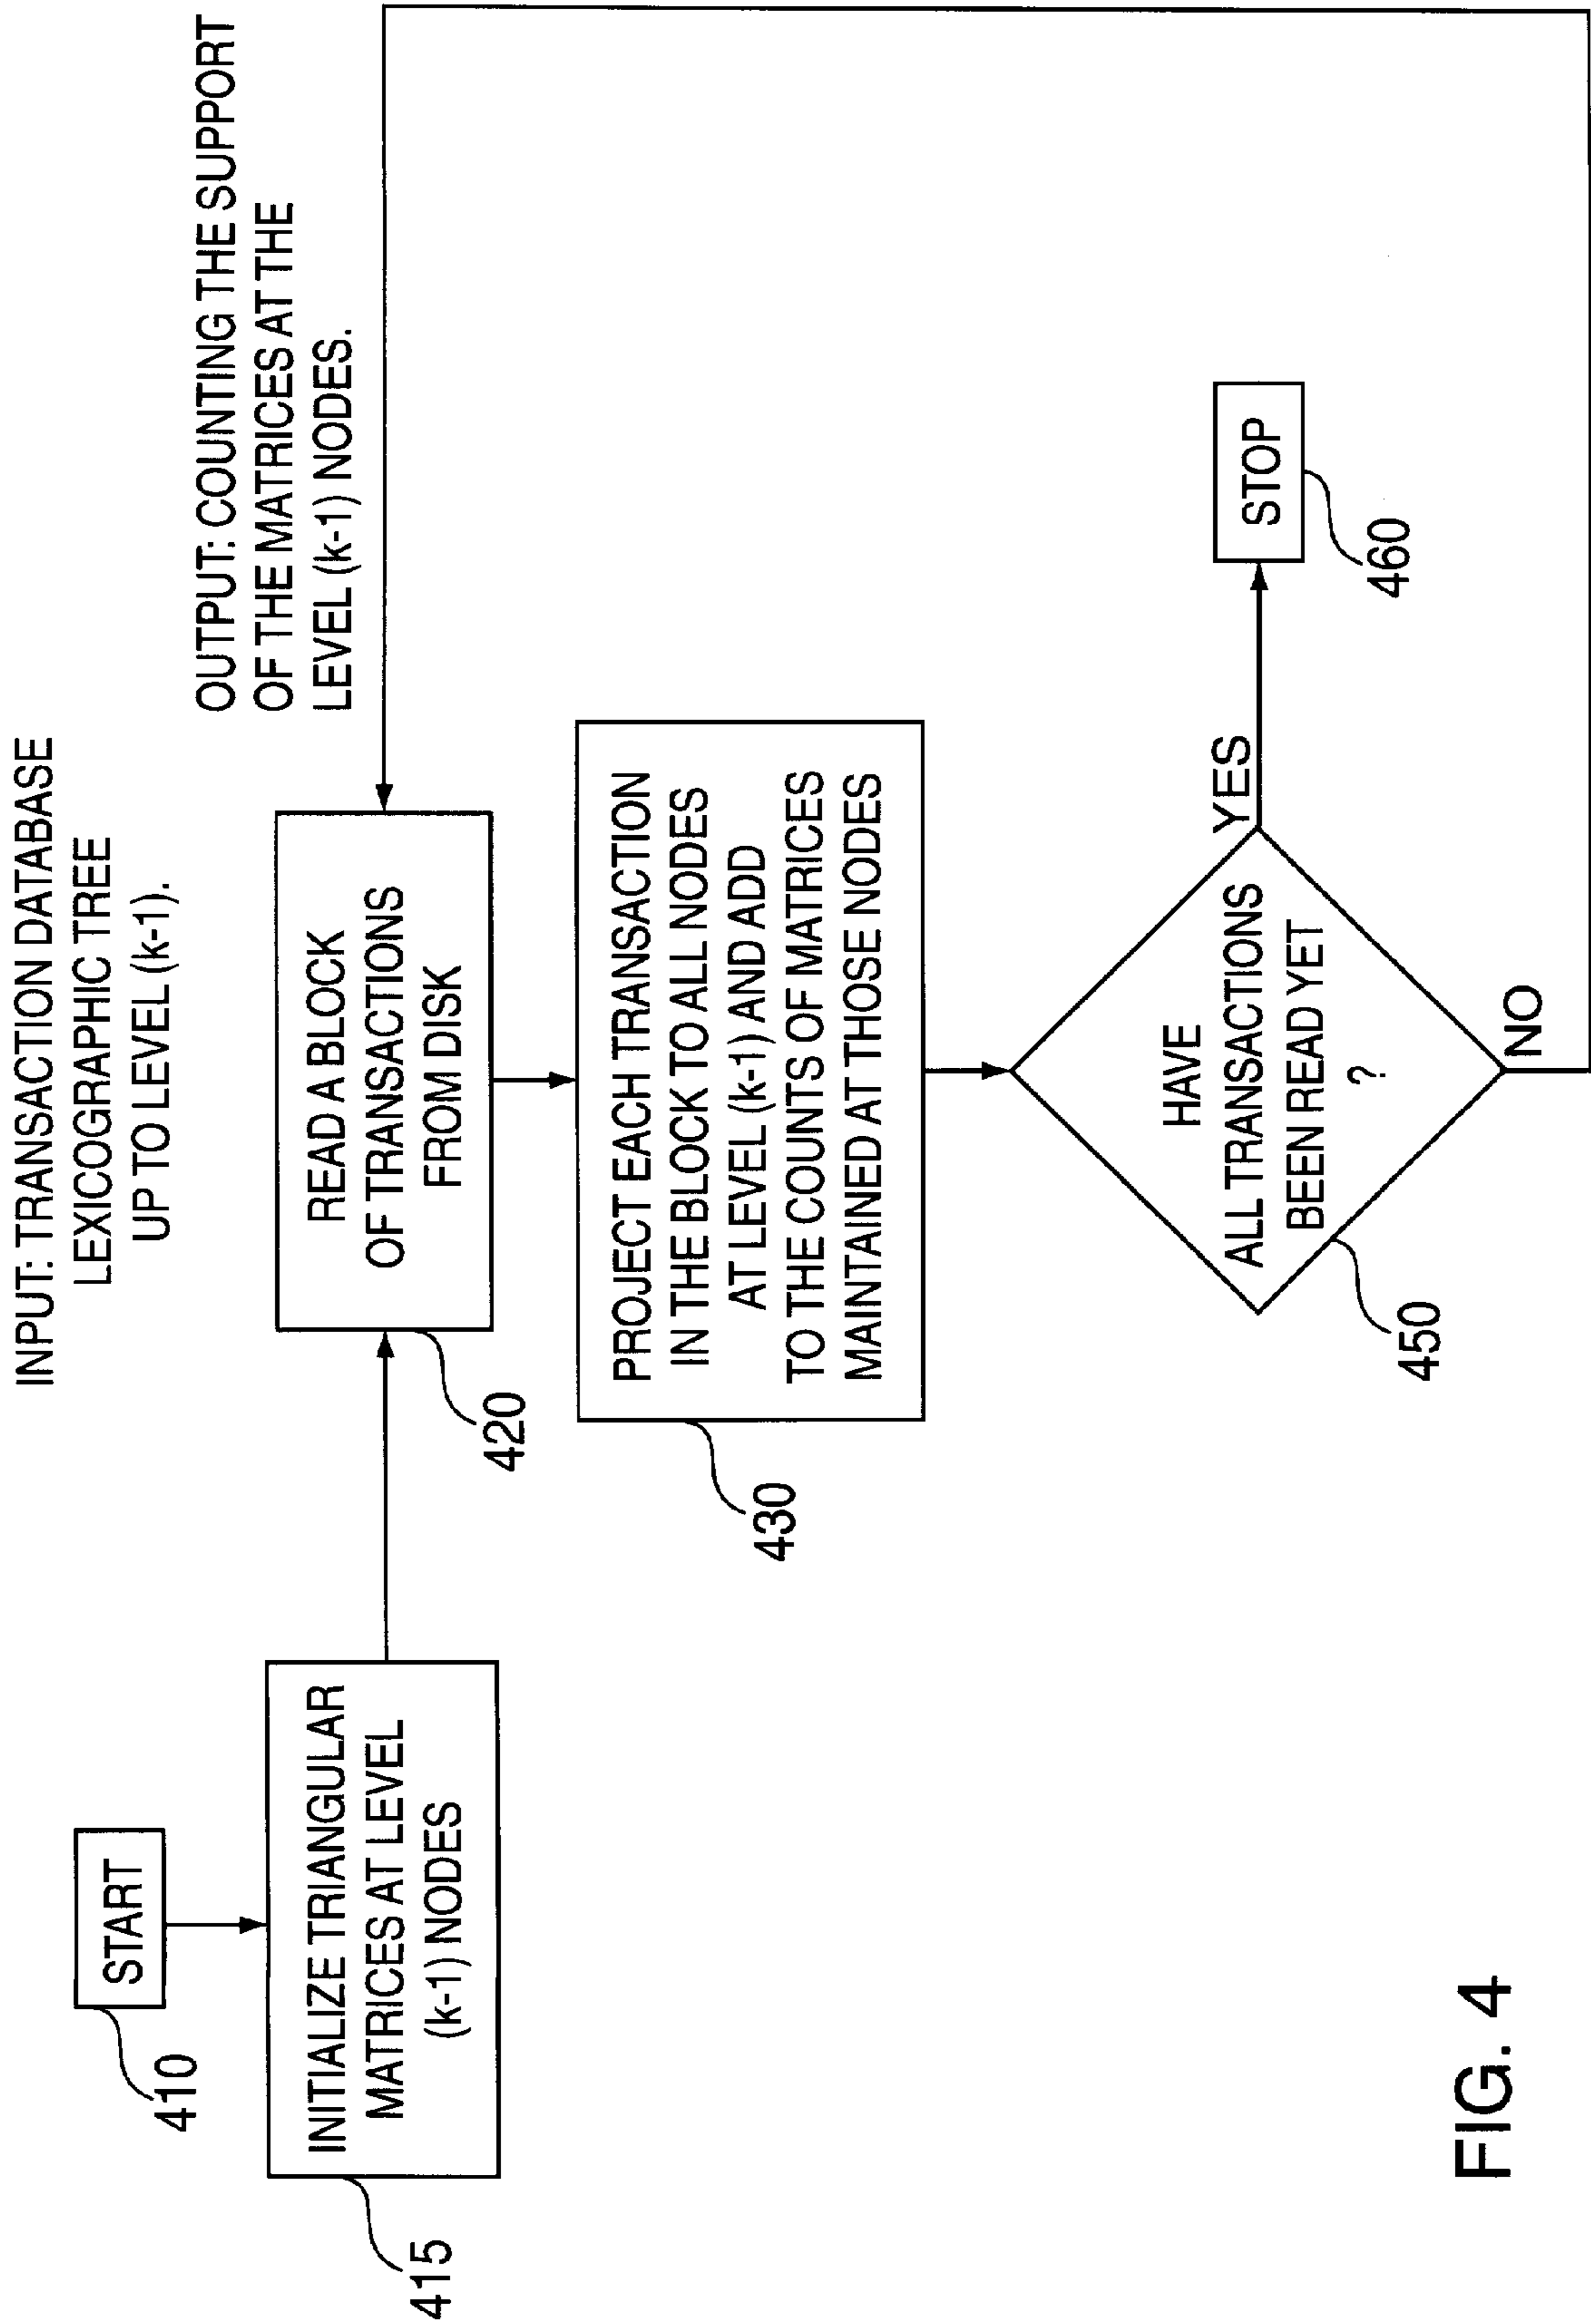 INPUT: TRANSACTION DATABASE
LEXICOGRAPHIC TREE
UP TO LEVEL (k-1).
OUTPUT: COUNTING THE SUPPORT
OF THE MATRICES AT THE
LEVEL (k-1) NODES.
START
410
INITIALIZE TRIANGULAR
MATRICES AT LEVEL
(k-1) NODES
415
READ A BLOCK
OF TRANSACTIONS
FROM DISK
420
PROJECT EACH TRANSACTION
IN THE BLOCK TO ALL NODES
AT LEVEL (k-1) AND ADD
TO THE COUNTS OF MATRICES
MAINTAINED AT THOSE NODES
430
HAVE
ALL TRANSACTIONS
BEEN READ YET
?
450
YES
STOP
460
NO
FIG. 4